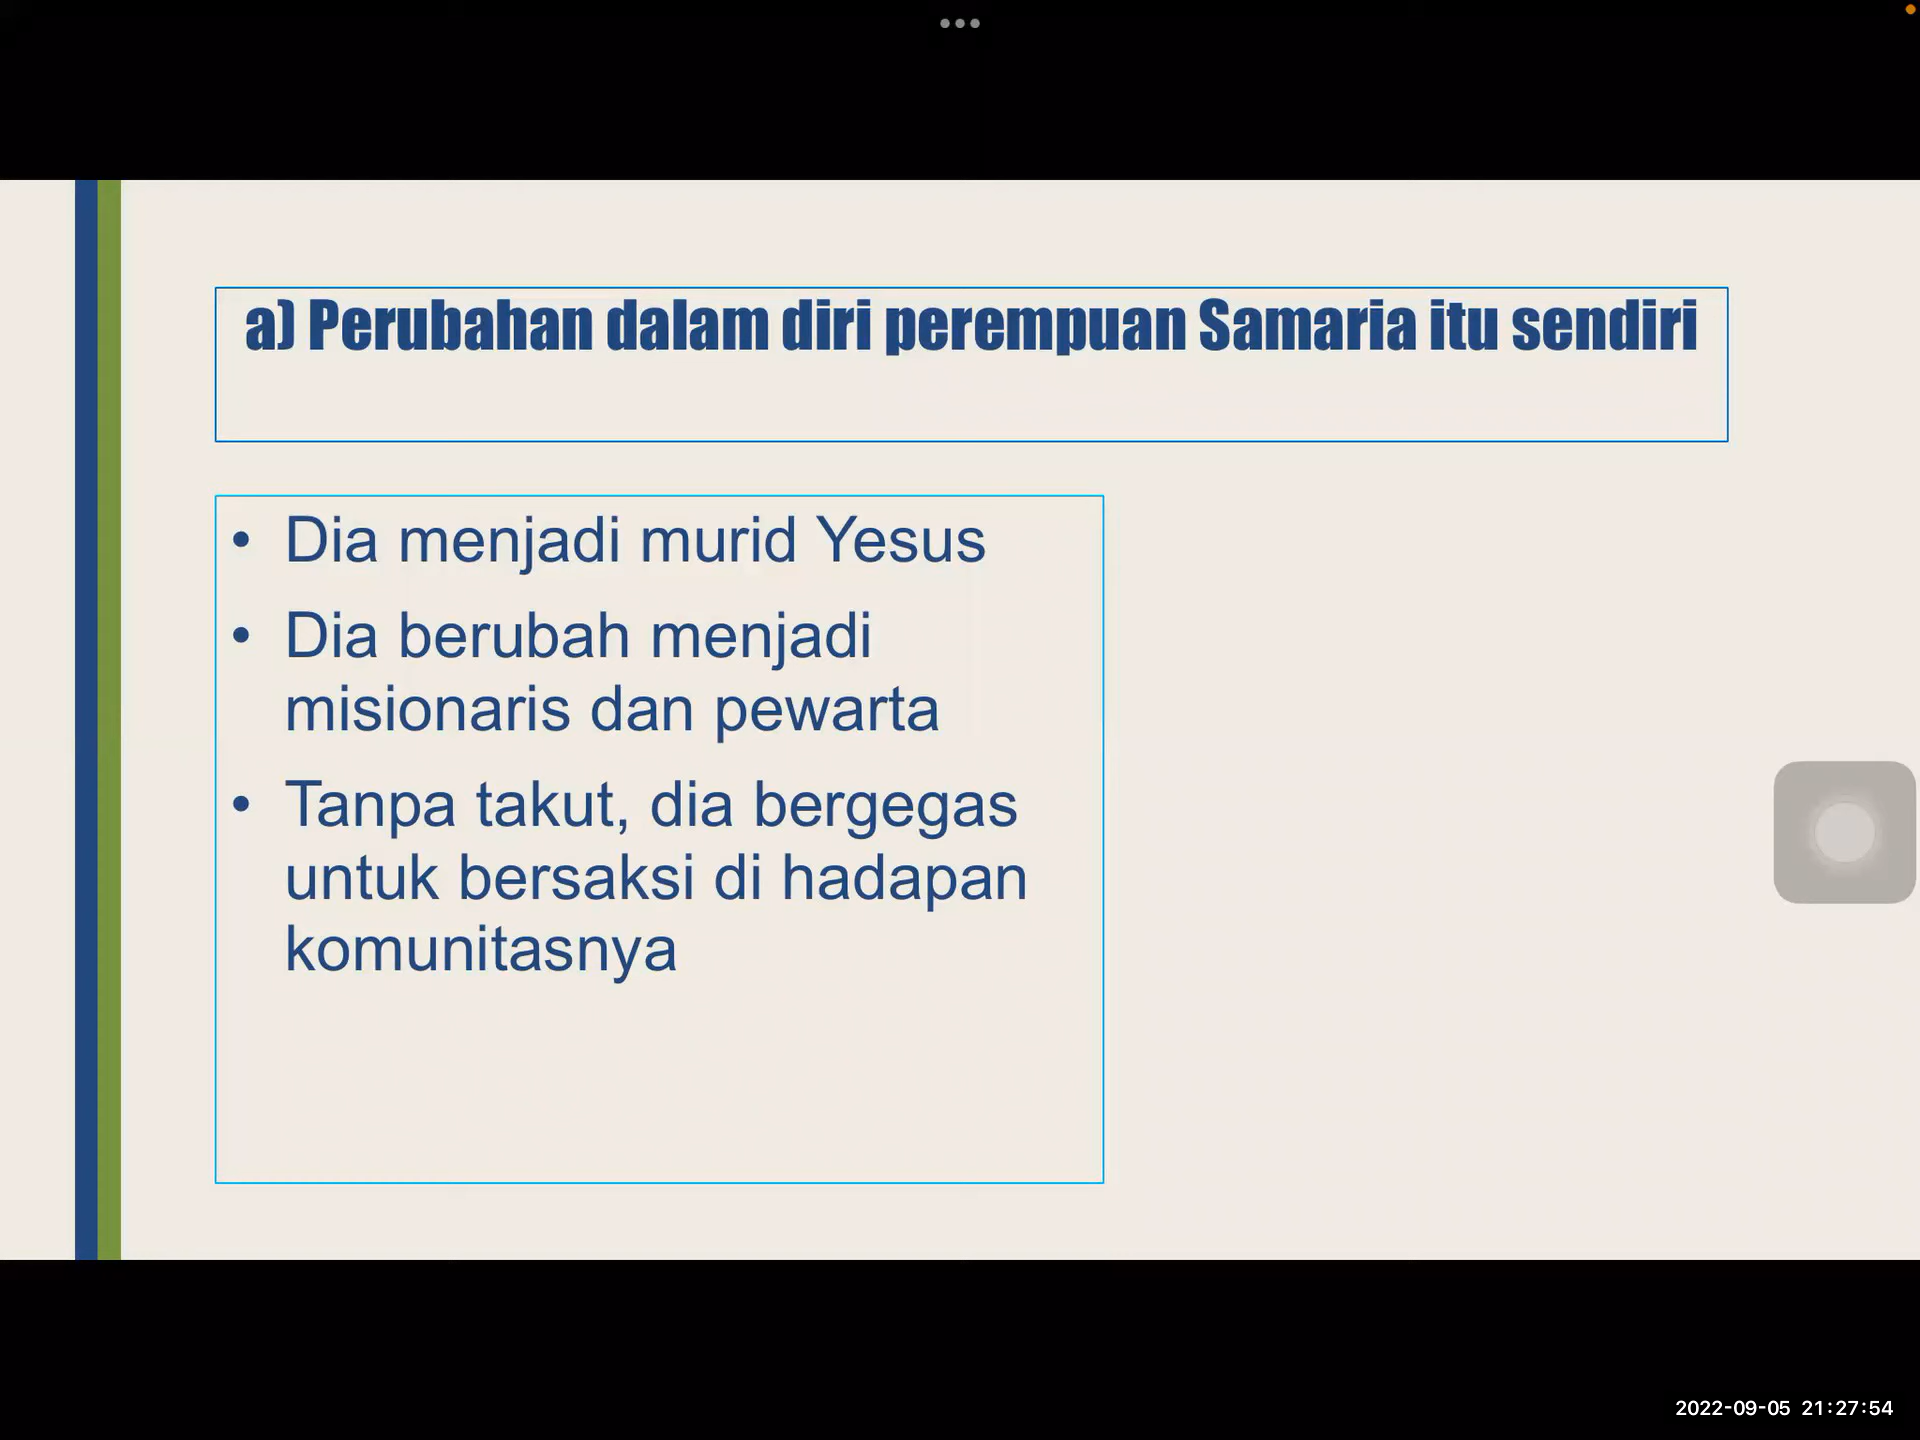 a) Perubahan dalam diri perempuan Samaria itu sendiri
• Dia menjadi murid Yesus
• Dia berubah menjadi
misionaris dan pewarta
• Tanpa takut, dia bergegas
untuk bersaksi di hadapan
komunitasnya
2022-09-05 21:27:54